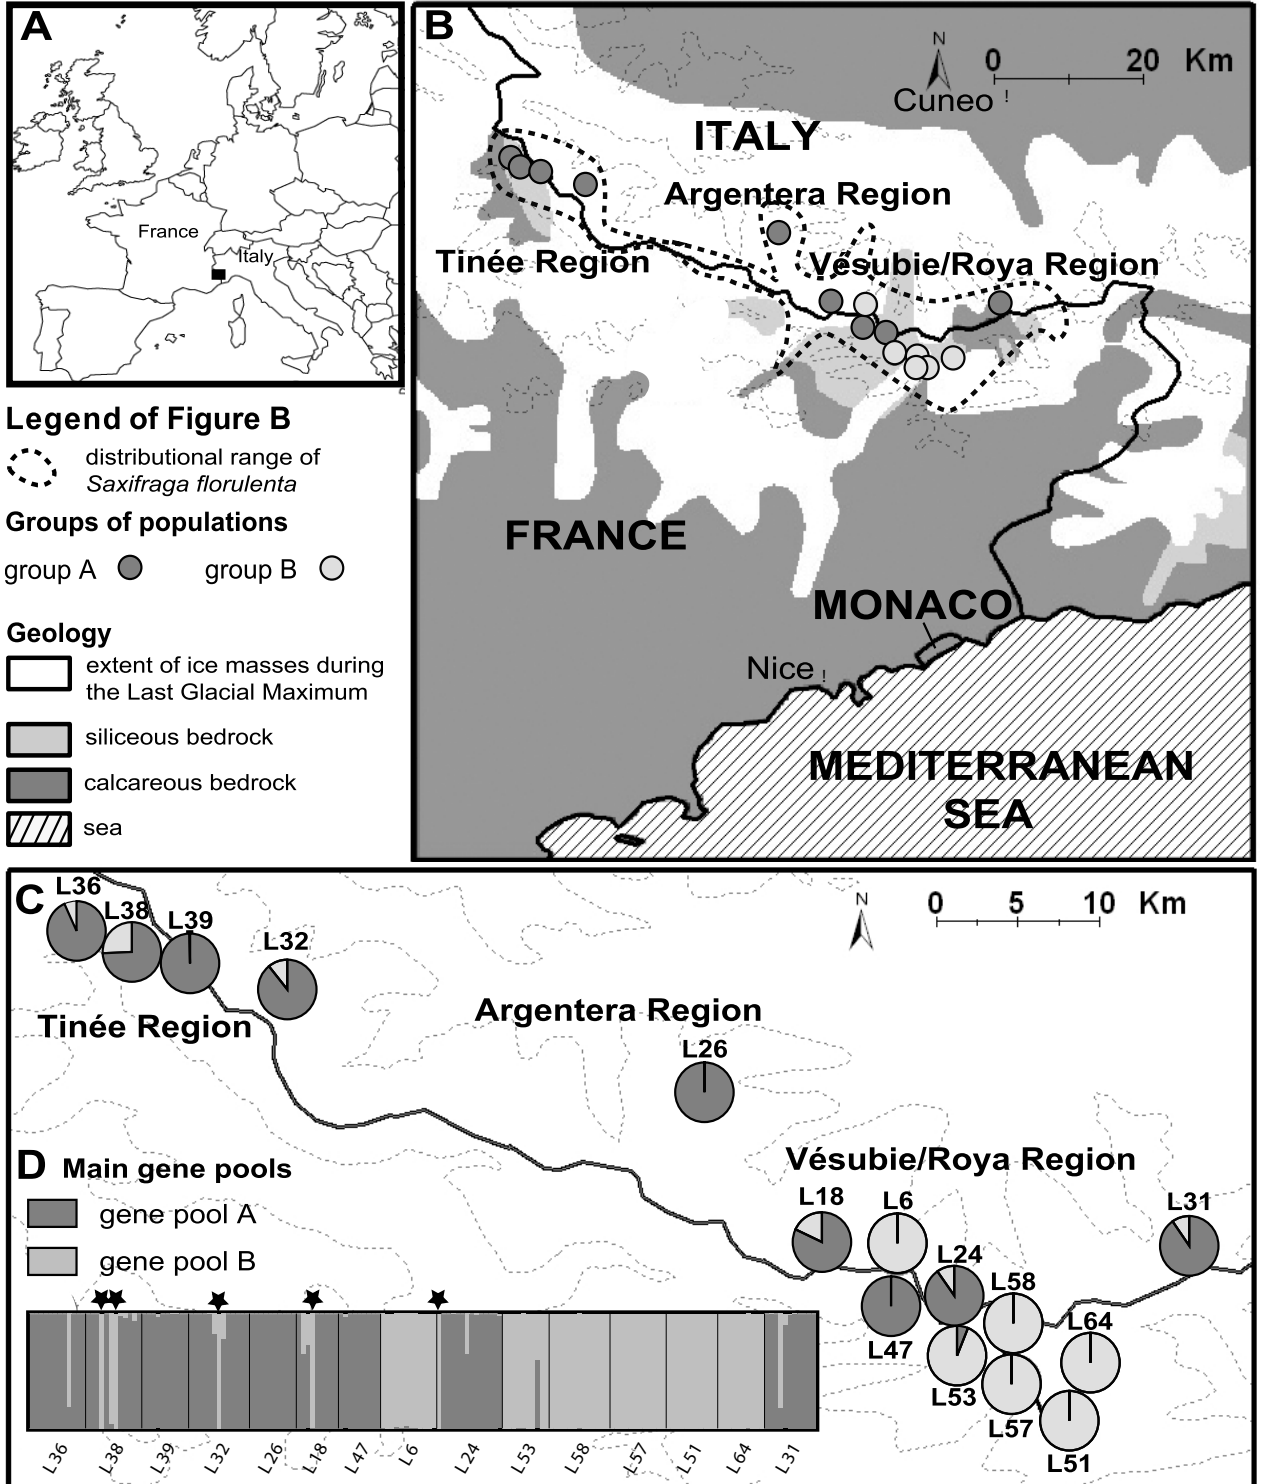 A
France
Italy
Legend of Figure B
distributional range of
Saxifraga florulenta
Groups of populations
group A
group B
Geology
extent of ice masses during
the Last Glacial Maximum
siliceous bedrock
calcareous bedrock
sea
B
N
0 20 Km
Cuneo !
ITALY
Argentera Region
Tinée Region
Vésubie/Roya Region
FRANCE
MONACO
Nice !
MEDITERRANEAN
SEA
C
L36
L38
L39
L32
N
0 5 10 Km
Tinée Region
Argentera Region
L26
Vésubie/Roya Region
L18
L6
L31
L24
L58
L64
L47
L53
L57
L51
D Main gene pools
gene pool A
gene pool B
L36 L38 L39 L32 L26 L18 L47 L6 L24 L53 L58 L57 L51 L64 L31